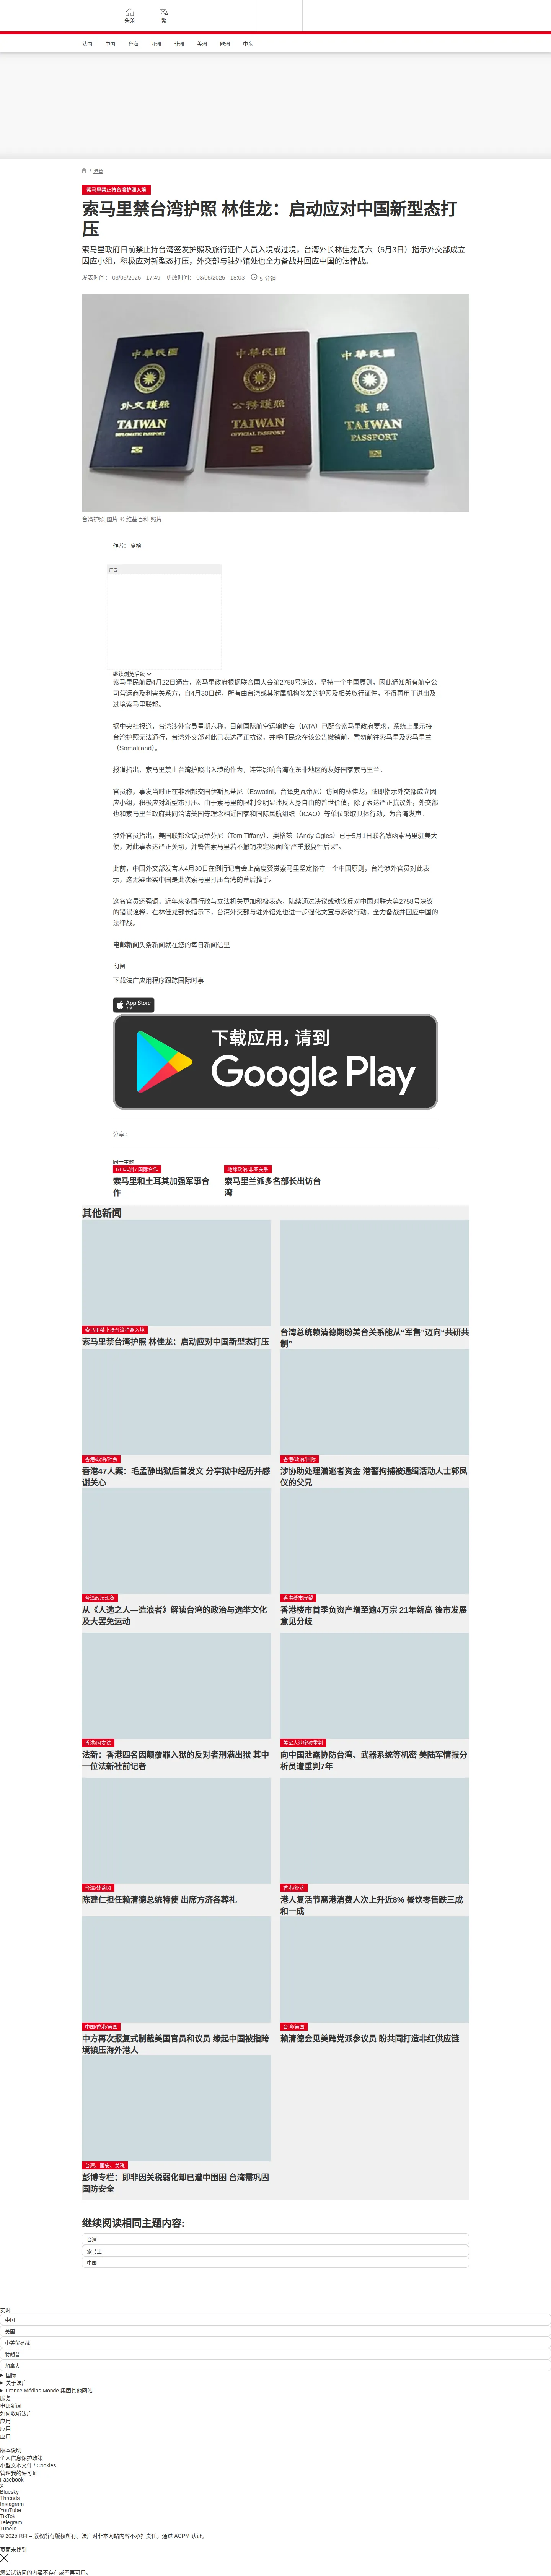 头条
繁
法国
中国
台海
亚洲
非洲
美洲
欧洲
中东
/ 港台
索马里禁止持台湾护照入境
索马里禁台湾护照 林佳龙：启动应对中国新型态打
压
索马里政府日前禁止持台湾签发护照及旅行证件人员入境或过境，台湾外长林佳龙周六（5月3日）指示外交部成立
因应小组，积极应对新型态打压，外交部与驻外馆处也全力备战并回应中国的法律战。
发表时间： 03/05/2025 - 17:49 更改时间： 03/05/2025 - 18:03 5 分钟
中華民國
外交護照
TAIWAN
DIPLOMATIC PASSPORT
中華民國
公務護照
TAIWAN
OFFICIAL PASSPORT
中華民國
護照
TAIWAN
PASSPORT
台湾护照 图片 © 维基百科 照片
作者： 夏榕
广告
继续浏览后续
索马里民航局4月22日通告，索马里政府根据联合国大会第2758号决议，坚持一个中国原则，因此通知所有航空公
司营运商及利害关系方，自4月30日起，所有由台湾或其附属机构签发的护照及相关旅行证件，不得再用于进出及
过境索马里联邦。
据中央社报道，台湾涉外官员星期六称，目前国际航空运输协会（IATA）已配合索马里政府要求，系统上显示持
台湾护照无法通行，台湾外交部对此已表达严正抗议，并呼吁民众在该公告撤销前，暂勿前往索马里及索马里兰
（Somaliland）。
报道指出，索马里禁止台湾护照出入境的作为，连带影响台湾在东非地区的友好国家索马里兰。
官员称，事发当时正在非洲邦交国伊斯瓦蒂尼（Eswatini，台译史瓦帝尼）访问的林佳龙，随即指示外交部成立因
应小组，积极应对新型态打压。由于索马里的限制令明显违反人身自由的普世价值，除了表达严正抗议外，外交部
也和索马里兰政府共同洽请美国等理念相近国家和国际民航组织（ICAO）等单位采取具体行动，为台湾发声。
涉外官员指出，美国联邦众议员帝芬尼（Tom Tiffany）、奥格兹（Andy Ogles）已于5月1日联名致函索马里驻美大
使，对此事表达严正关切，并警告索马里若不撤销决定恐面临“严重报复性后果”。
此前，中国外交部发言人4月30日在例行记者会上高度赞赏索马里坚定恪守一个中国原则，台湾涉外官员对此表
示，这无疑坐实中国是此次索马里打压台湾的幕后推手。
这名官员还强调，近年来多国行政与立法机关更加积极表态，陆续通过决议或动议反对中国对联大第2758号决议
的错误诠释，在林佳龙部长指示下，台湾外交部与驻外馆处也进一步强化文宣与游说行动，全力备战并回应中国的
法律战。
电邮新闻头条新闻就在您的每日新闻信里
订阅
下载法广应用程序跟踪国际时事
App Store
下载
下载应用，请到
Google Play
分享 :
同一主题
RFI非洲 / 国际合作
索马里和土耳其加强军事合
作
地缘政治/非亚关系
索马里兰派多名部长出访台
湾
其他新闻
索马里禁止持台湾护照入境
索马里禁台湾护照 林佳龙：启动应对中国新型态打压
台湾总统赖清德期盼美台关系能从“军售”迈向“共研共
制”
香港/政治/社会
香港47人案：毛孟静出狱后首发文 分享狱中经历并感
谢关心
香港/政治/国际
涉协助处理潜逃者资金 港警拘捕被通缉活动人士郭凤
仪的父兄
台湾政坛观象
从《人选之人—造浪者》解读台湾的政治与选举文化
及大罢免运动
香港楼市展望
香港楼市首季负资产增至逾4万宗 21年新高 後市发展
意见分歧
香港/国安法
法新：香港四名因颠覆罪入狱的反对者刑满出狱 其中
一位法新社前记者
美军人泄密被重判
向中国泄露协防台湾、武器系统等机密 美陆军情报分
析员遭重判7年
台湾/梵蒂冈
陈建仁担任赖清德总统特使 出席方济各葬礼
香港/经济
港人复活节离港消费人次上升近8% 餐饮零售跌三成
和一成
中国/香港/美国
中方再次报复式制裁美国官员和议员 缘起中国被指跨
境镇压海外港人
台湾/美国
赖清德会见美跨党派参议员 盼共同打造非红供应链
台湾、国安、关税
彭博专栏：即非因关税弱化却已遭中围困 台湾需巩固
国防安全
继续阅读相同主题内容:
台湾
索马里
中国
实时
中国
美国
中美贸易战
特朗普
加拿大
国际
关于法广
France Médias Monde 集团其他网站
服务
电邮新闻
如何收听法广
应用
应用
应用
版本说明
个人信息保护政策
小型文本文件 / Cookies
管理我的许可证
Facebook
X
Bluesky
Threads
Instagram
YouTube
TikTok
Telegram
TuneIn
© 2025 RFI – 版权所有版权所有。法广对非本网站内容不承担责任。通过 ACPM 认证。
页面未找到
您尝试访问的内容不存在或不再可用。